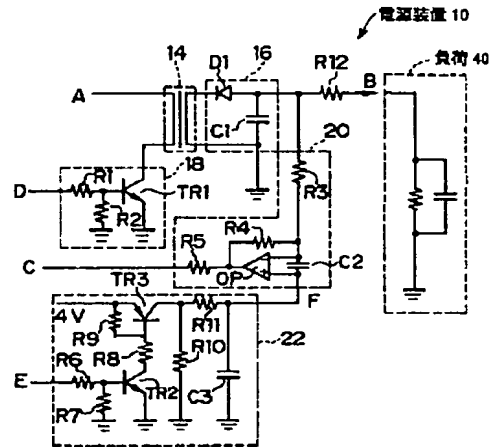 電源装置 10
14
16
D1
R12
B
負荷 40
A
C1
20
18
R3
D
R1
TR1
R2
R4
R5
C
OP
C2
TR3
F
4V
R11
22
R9
R8
R10
R6
E
TR2
C3
R7